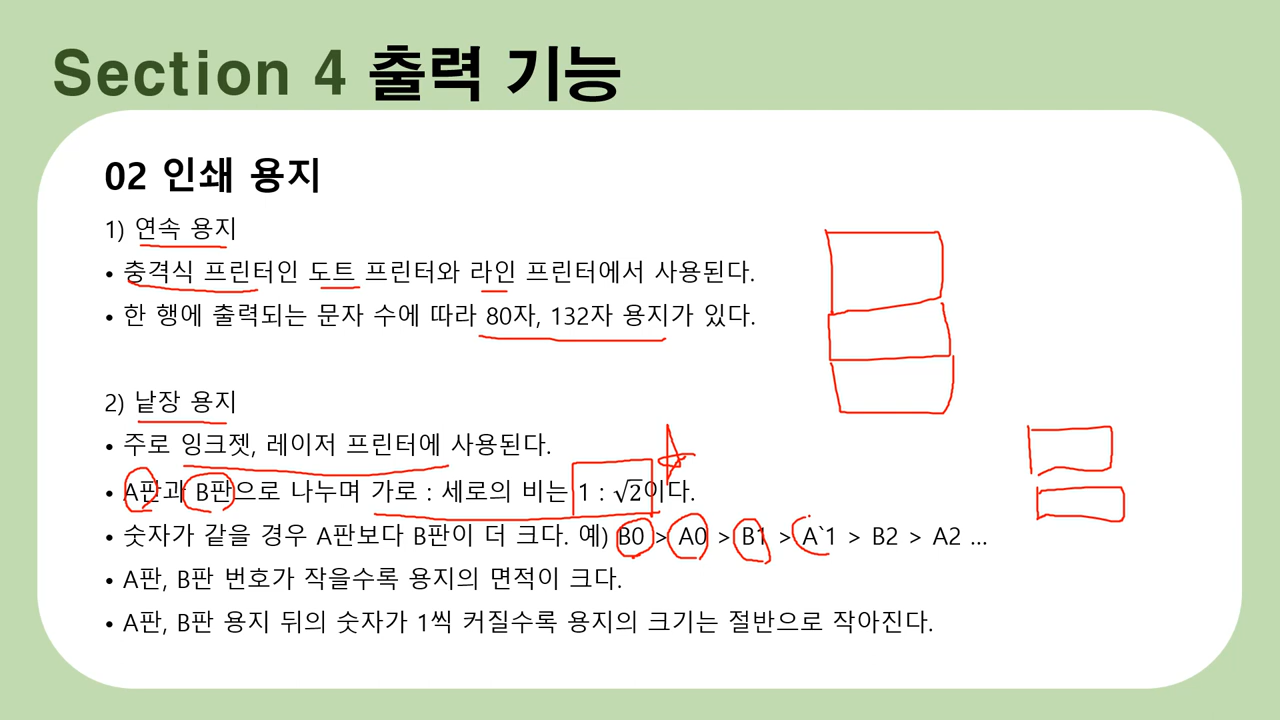 Section 4 출력 기능
02 인쇄 용지
1) 연속 용지
• 충격식 프린터인 도트 프린터와 라인 프린터에서 사용된다.
• 한 행에 출력되는 문자 수에 따라 80자, 132자 용지가 있다.
2) 낱장 용지
• 주로 잉크젯, 레이저 프린터에 사용된다.
• A판과 B판으로 나누며 가로 : 세로의 비는 1 : √2이다.
• 숫자가 같을 경우 A판보다 B판이 더 크다. 예) B0 > A0 > B1 > A`1 > B2 > A2 ...
• A판, B판 번호가 작을수록 용지의 면적이 크다.
• A판, B판 용지 뒤의 숫자가 1씩 커질수록 용지의 크기는 절반으로 작아진다.